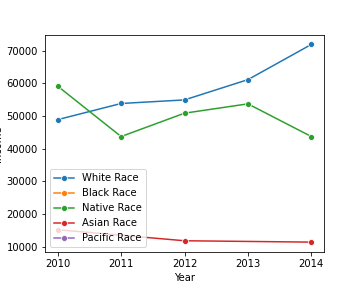 70000
60000
50000
40000
30000
20000
10000
White Race
Black Race
Native Race
Asian Race
Pacific Race
2010 2011 2012 2013 2014
Year